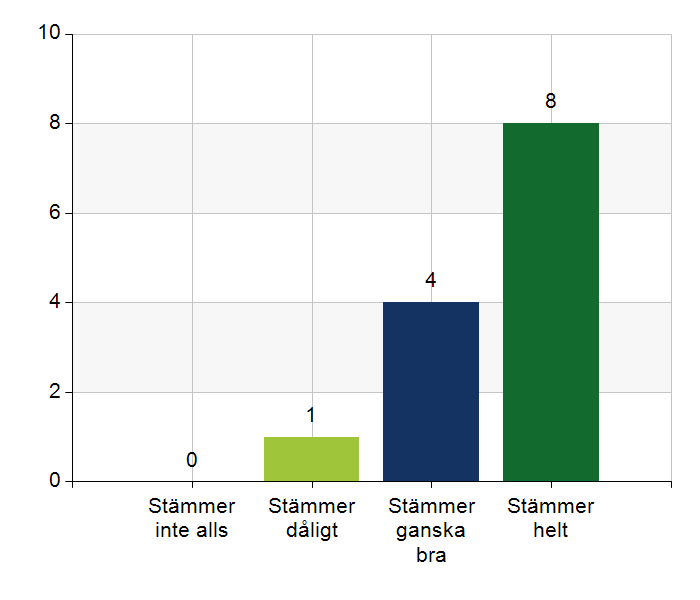 10
8
8
6
4
4
2
1
0
0
Stämmer inte alls
Stämmer dåligt
Stämmer ganska bra
Stämmer helt